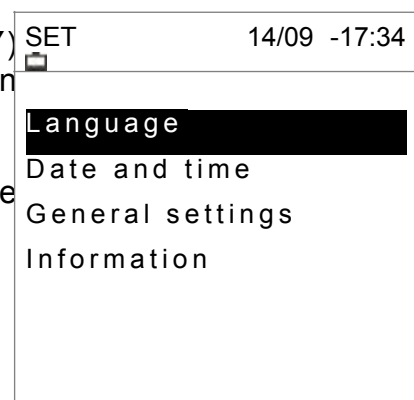 SET 14/09 -17:34
Language
Date and time
General settings
Information